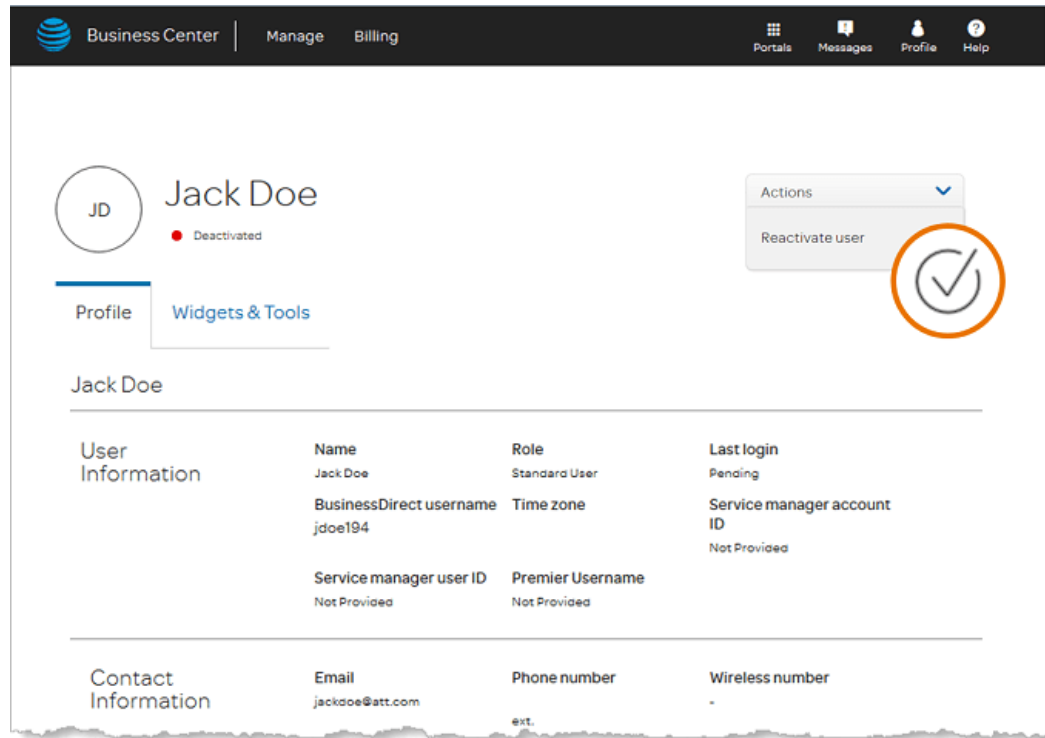 Business Center
Manage
Billing
Portals
Messages
Profile
Help
JD
Jack Doe
Deactivated
Actions
Reactivate user
Profile
Widgets & Tools
Jack Doe
User
Information
Name
Role
Last login
Jack Doe
Standard User
Pending
BusinessDirect username
Time zone
Service manager account
ID
jdoe194
Not Provided
Service manager user ID
Premier Username
Not Provided
Not Provided
Contact
Information
Email
Phone number
Wireless number
jackdoe@att.com
-
ext.